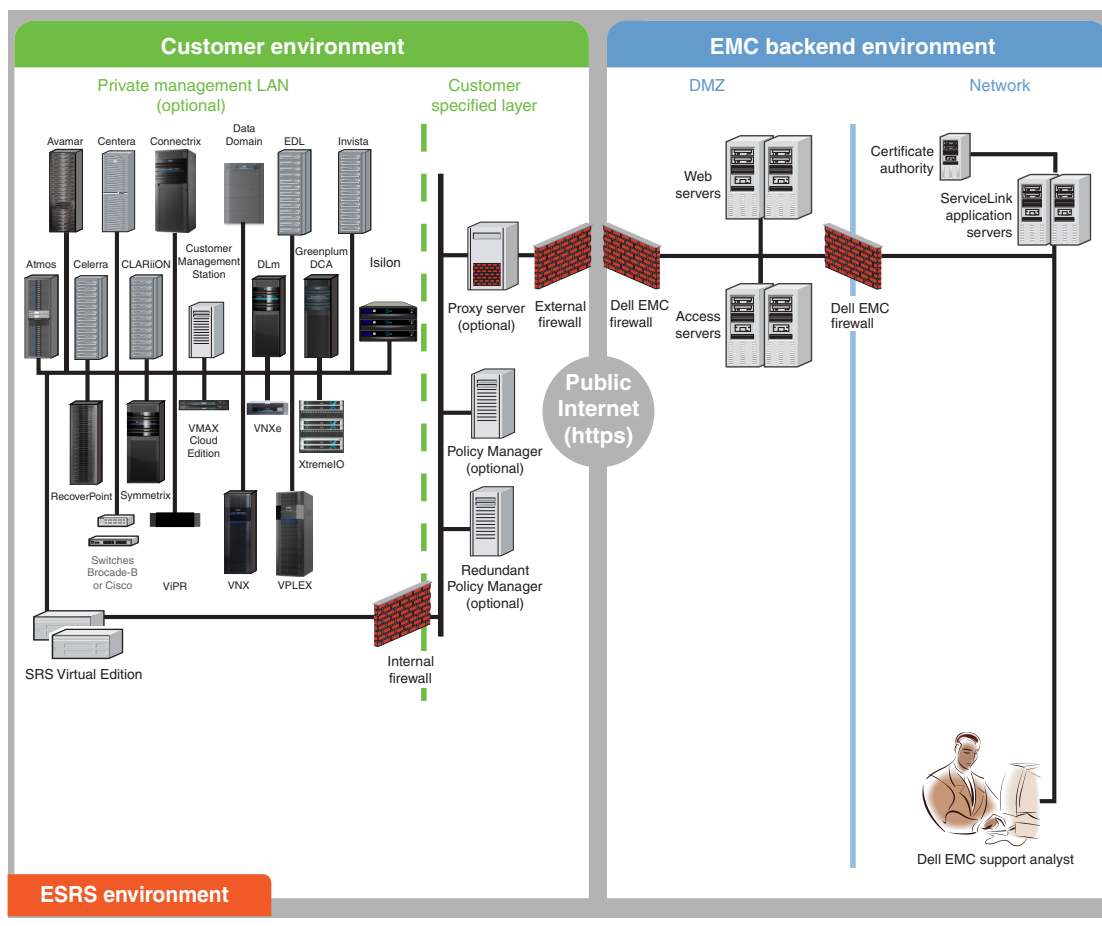 Customer environment
EMC backend environment
Private management LAN
(optional)
Customer
specified layer
DMZ
Network
Avamar
Centera
Connectrix
Data
Domain
EDL
Invista
Atmos
Celerra
CLARiiON
Customer
Management
Station
DLm
Greenplum
DCA
Isilon
RecoverPoint
Symmetrix
VMAX
Cloud
Edition
VNXe
XtremeIO
Switches
Brocade-B
or Cisco
ViPR
VNX
VPLEX
SRS Virtual Edition
Internal
firewall
Proxy server
(optional)
External
firewall
Policy Manager
(optional)
Redundant
Policy Manager
(optional)
Public
Internet
(https)
Dell EMC
firewall
Web
servers
Access
servers
Dell EMC
firewall
Certificate
authority
ServiceLink
application
servers
Dell EMC support analyst
ESRS environment